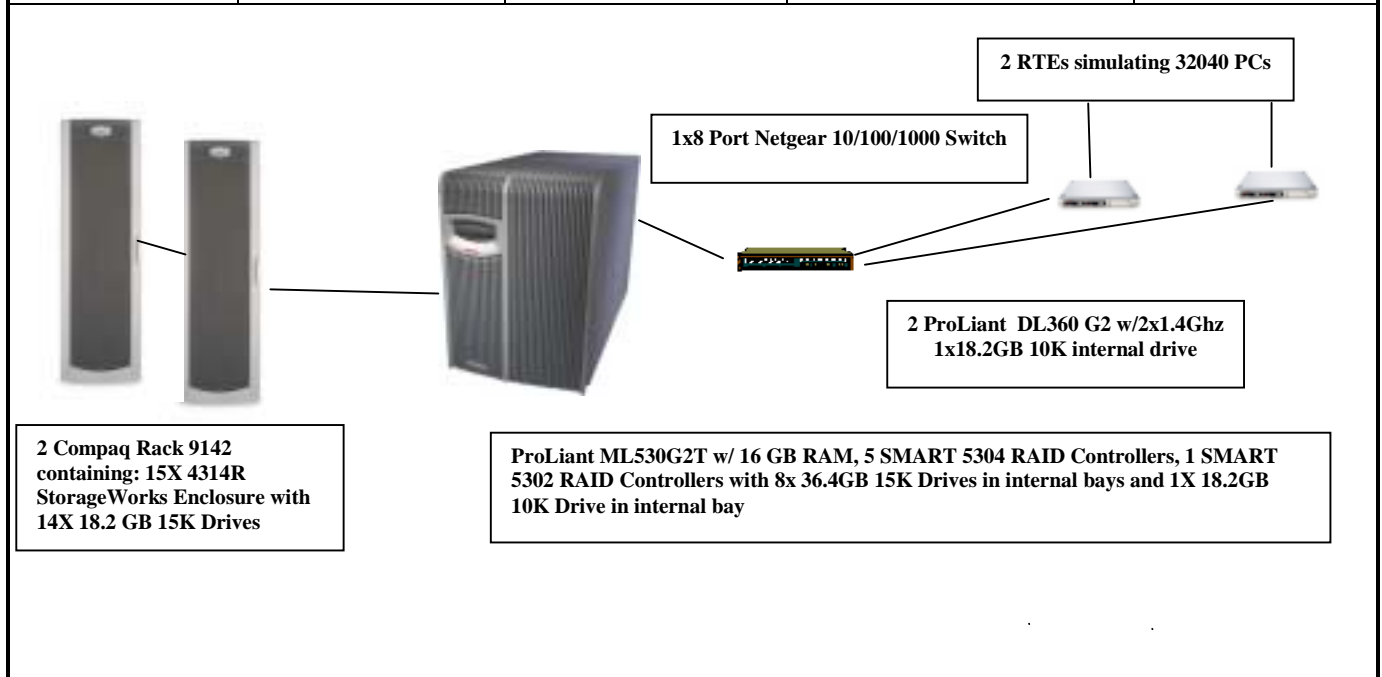 2 RTEs simulating 32040 PCs
1x8 Port Netgear 10/100/1000 Switch
2 ProLiant DL360 G2 w/2x1.4Ghz
1x18.2GB 10K internal drive
2 Compaq Rack 9142
containing: 15X 4314R
StorageWorks Enclosure with
14X 18.2 GB 15K Drives
ProLiant ML530G2T w/ 16 GB RAM, 5 SMART 5304 RAID Controllers, 1 SMART
5302 RAID Controllers with 8x 36.4GB 15K Drives in internal bays and 1X 18.2GB
10K Drive in internal bay